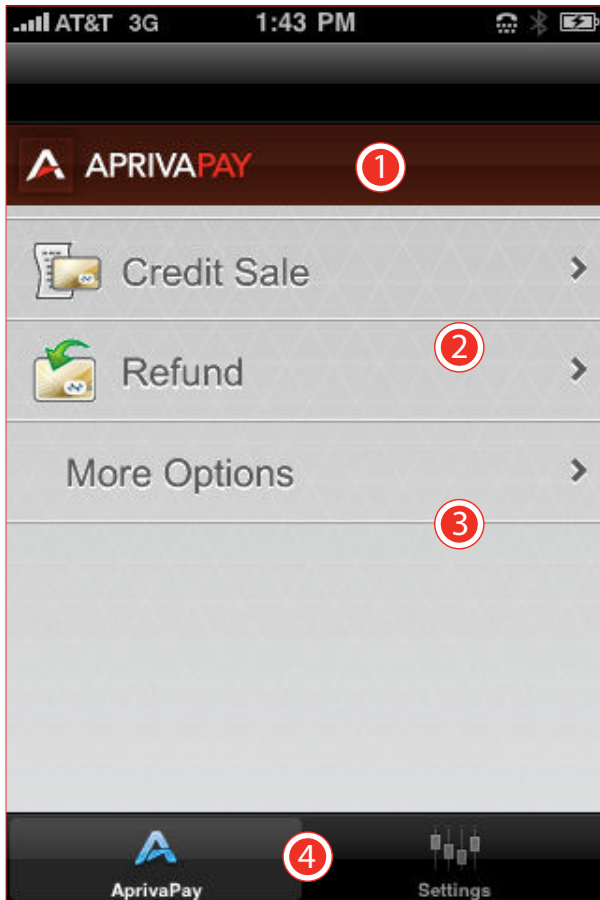 AT&T 3G 1:43 PM
APRIVAPAY 1
Credit Sale
2
Refund
More Options
3
4
AprivaPay Settings